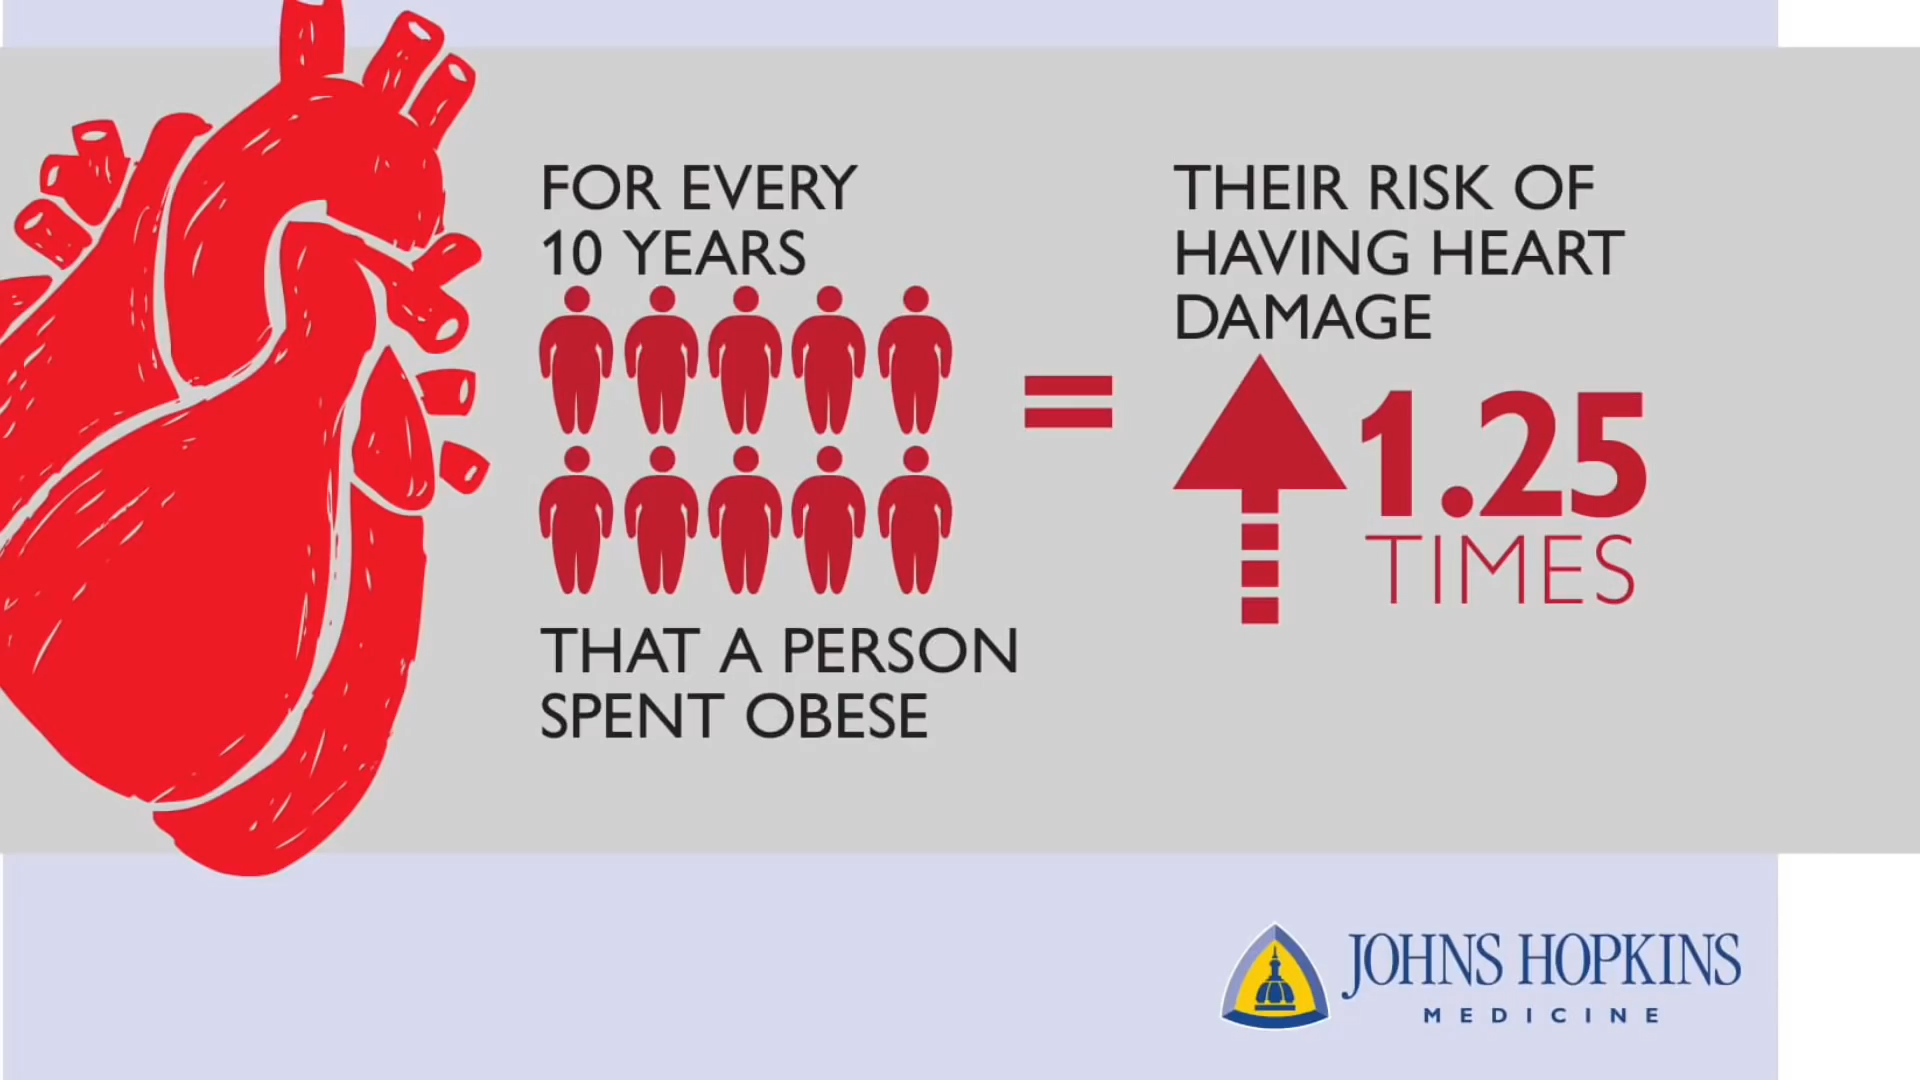 FOR EVERY
10 YEARS
THAT A PERSON
SPENT OBESE
=
THEIR RISK OF
HAVING HEART
DAMAGE
1.25
TIMES
JOHNS HOPKINS
MEDICINE